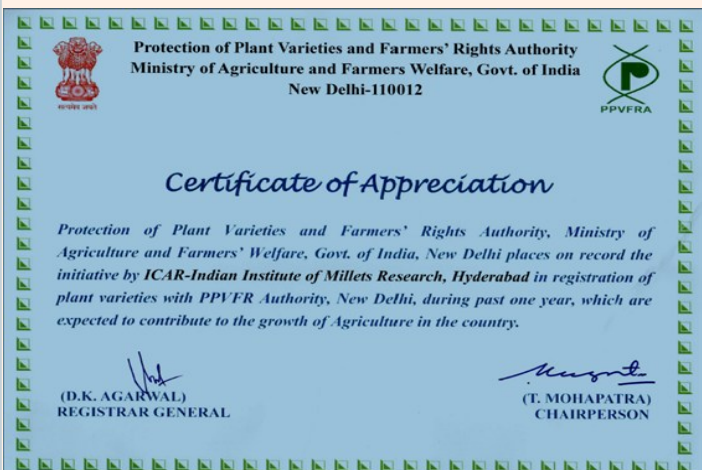 Protection of Plant Varieties and Farmers' Rights Authority
Ministry of Agriculture and Farmers Welfare, Govt. of India
New Delhi-110012
सत्यमेव जयते
PPVFRA
Certificate of Appreciation
Protection of Plant Varieties and Farmers' Rights Authority, Ministry of
Agriculture and Farmers' Welfare, Govt. of India, New Delhi places on record the
initiative by ICAR-Indian Institute of Millets Research, Hyderabad in registration of
plant varieties with PPVFR Authority, New Delhi, during past one year, which are
expected to contribute to the growth of Agriculture in the country.
(D.K. AGARWAL)
REGISTRAR GENERAL
(T. MOHAPATRA)
CHAIRPERSON